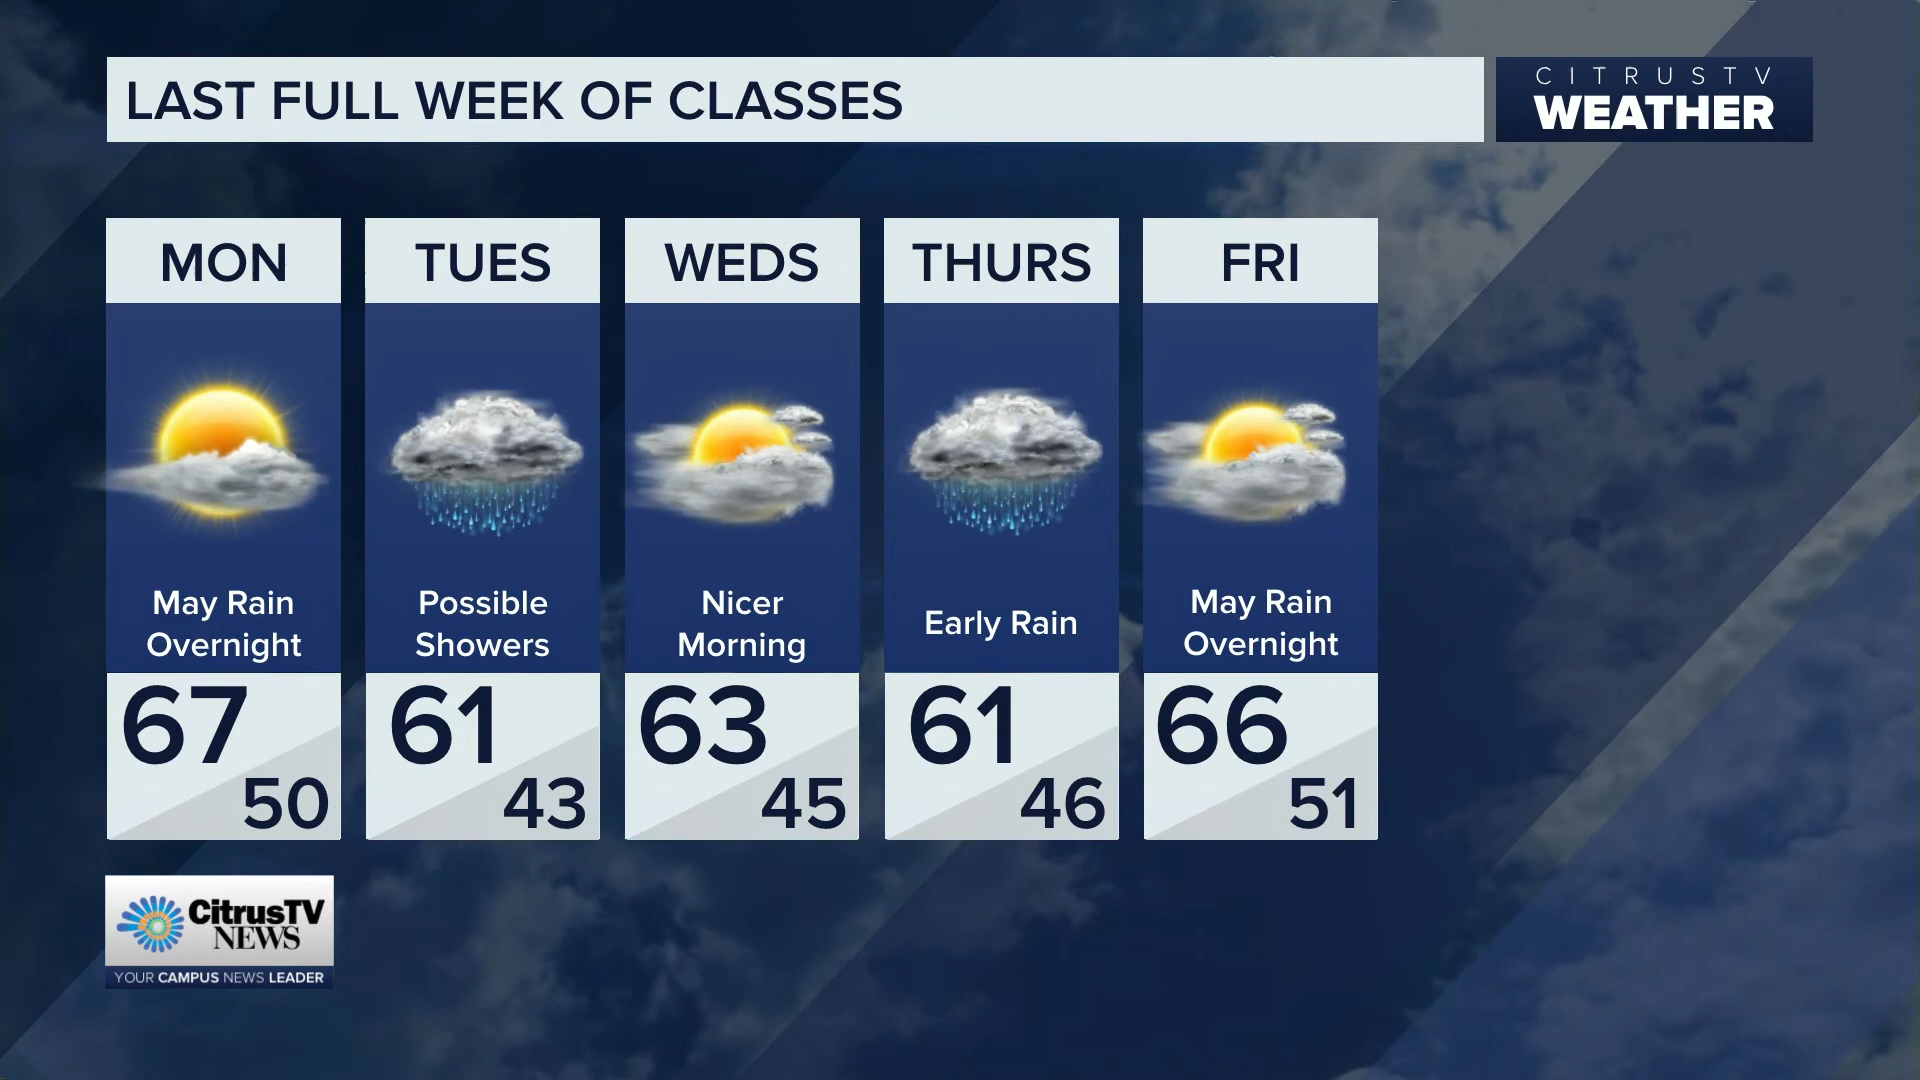 LAST FULL WEEK OF CLASSES
CITRUSTV
WEATHER
MON
TUES
WEDS
THURS
FRI
May Rain
Overnight
Possible
Showers
Nicer
Morning
Early Rain
May Rain
Overnight
67
50
61
43
63
45
61
46
66
51
CitrusTV
NEWS
YOUR CAMPUS NEWS LEADER